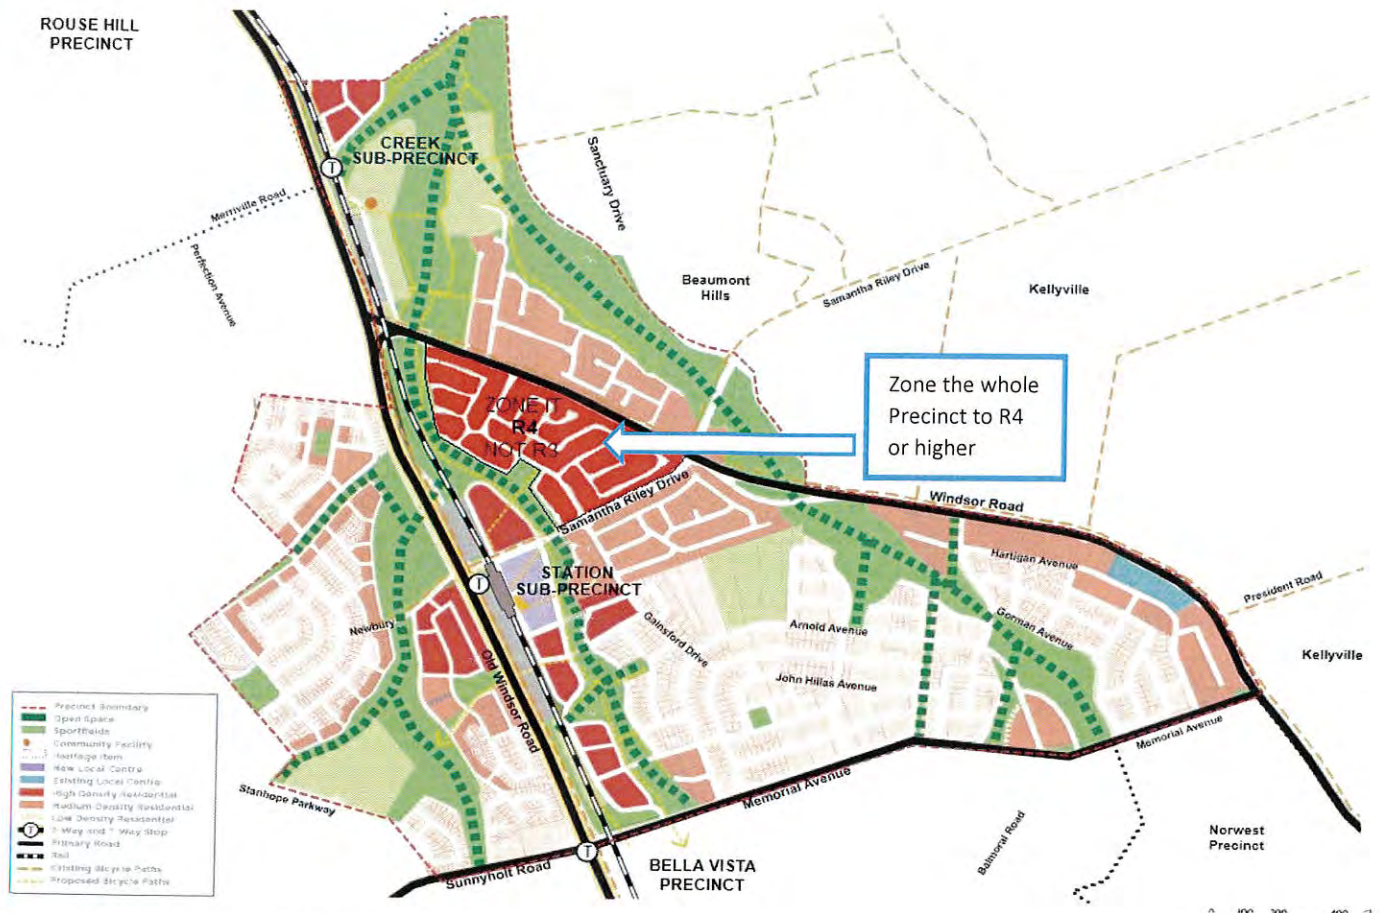 ROUSE HILL
PRECINCT
CREEK
SUB-PRECINCT
Merriville Road
Perfection Avenue
Sanctuary Drive
Beaumont
Hills
Samantha Riley Drive
Kellyville
Zone the whole
Precinct to R4
or higher
ZONE IT
R4
NOT R3
Samantha Riley Drive
Windsor Road
Hartigan Avenue
President Road
STATION
SUB-PRECINCT
Newbury
Gainsford Drive
Arnold Avenue
Gorman Avenue
John Hillas Avenue
Kellyville
Old Windsor Road
Memorial Avenue
Memorial Avenue
Stanhope Parkway
Sunnyholt Road
BELLA VISTA
PRECINCT
Balmoral Road
Norwest
Precinct
Precinct Boundary
Open Space
Sportfields
Community Facility
Heritage Item
New Local Centre
Existing Local Centre
High Density Residential
Medium Density Residential
Low Density Residential
T
Primary Road
Rail
Existing Bicycle Paths
Proposed Bicycle Paths
T
T
T